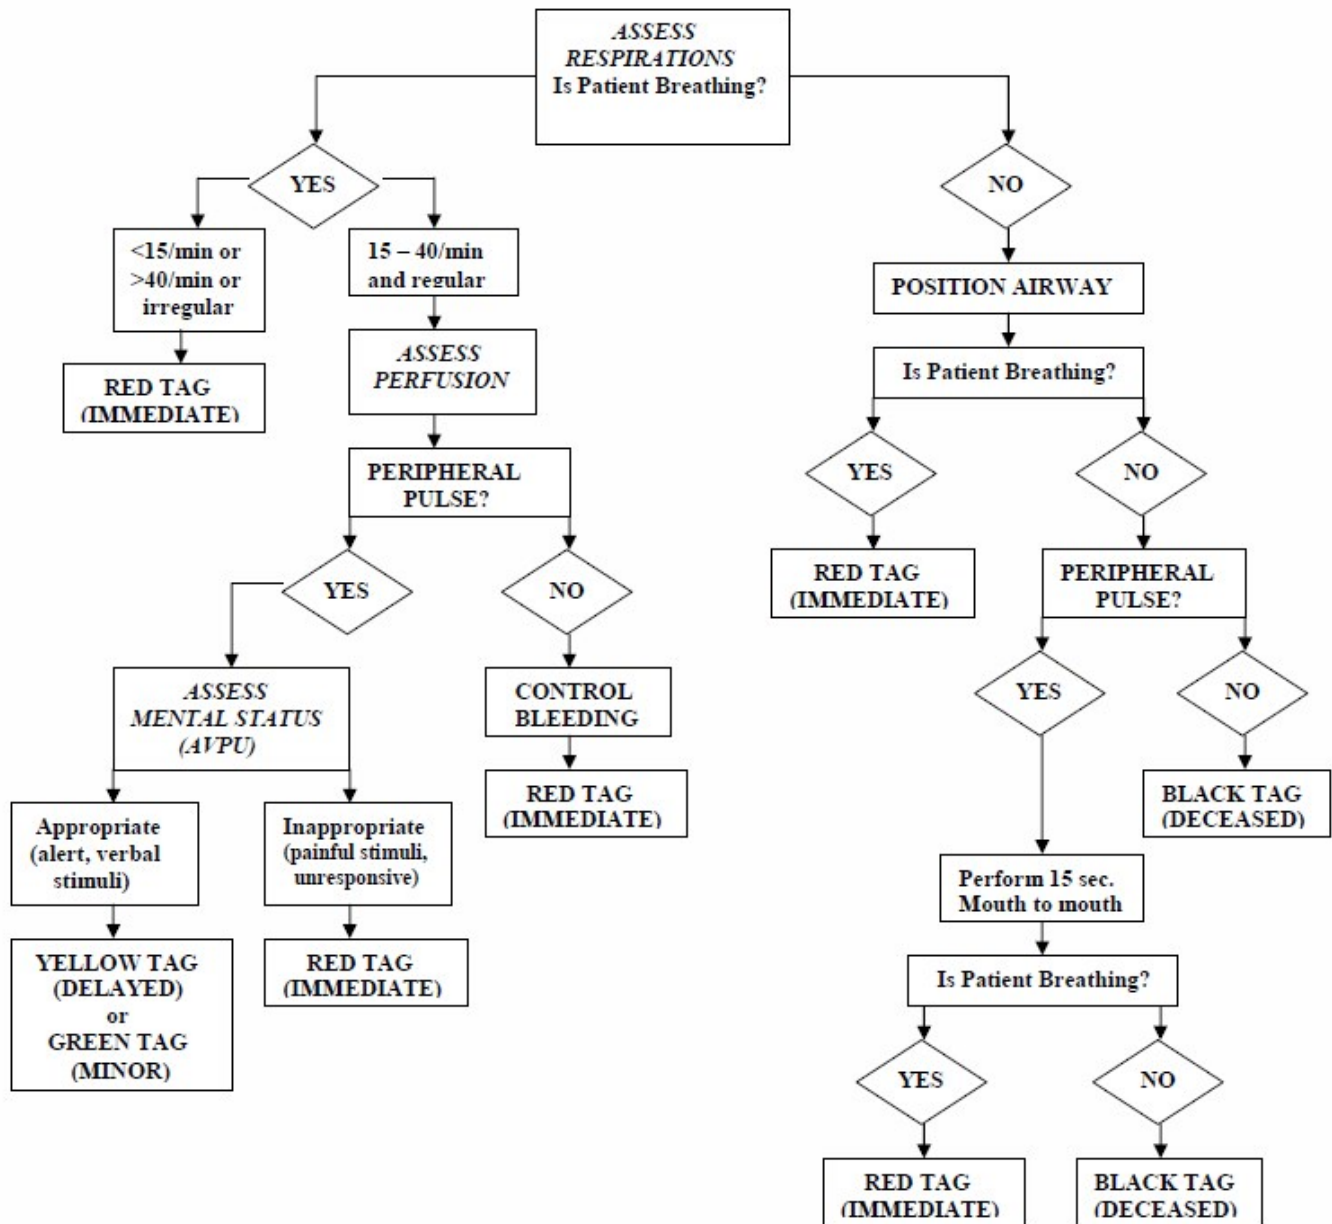 ASSESS
RESPIRATIONS
Is Patient Breathing?
YES
NO
<15/min or
>40/min or
irregular
15 – 40/min
and regular
POSITION AIRWAY
RED TAG
(IMMEDIATE)
ASSESS
PERFUSION
Is Patient Breathing?
PERIPHERAL
PULSE?
YES
NO
YES
NO
RED TAG
(IMMEDIATE)
PERIPHERAL
PULSE?
ASSESS
MENTAL STATUS
(AVPU)
CONTROL
BLEEDING
YES
NO
RED TAG
(IMMEDIATE)
BLACK TAG
(DECEASED)
Appropriate
(alert, verbal
stimuli)
Inappropriate
(painful stimuli,
unresponsive)
Perform 15 sec.
Mouth to mouth
YELLOW TAG
(DELAYED)
or
GREEN TAG
(MINOR)
RED TAG
(IMMEDIATE)
Is Patient Breathing?
YES
NO
RED TAG
(IMMEDIATE)
BLACK TAG
(DECEASED)